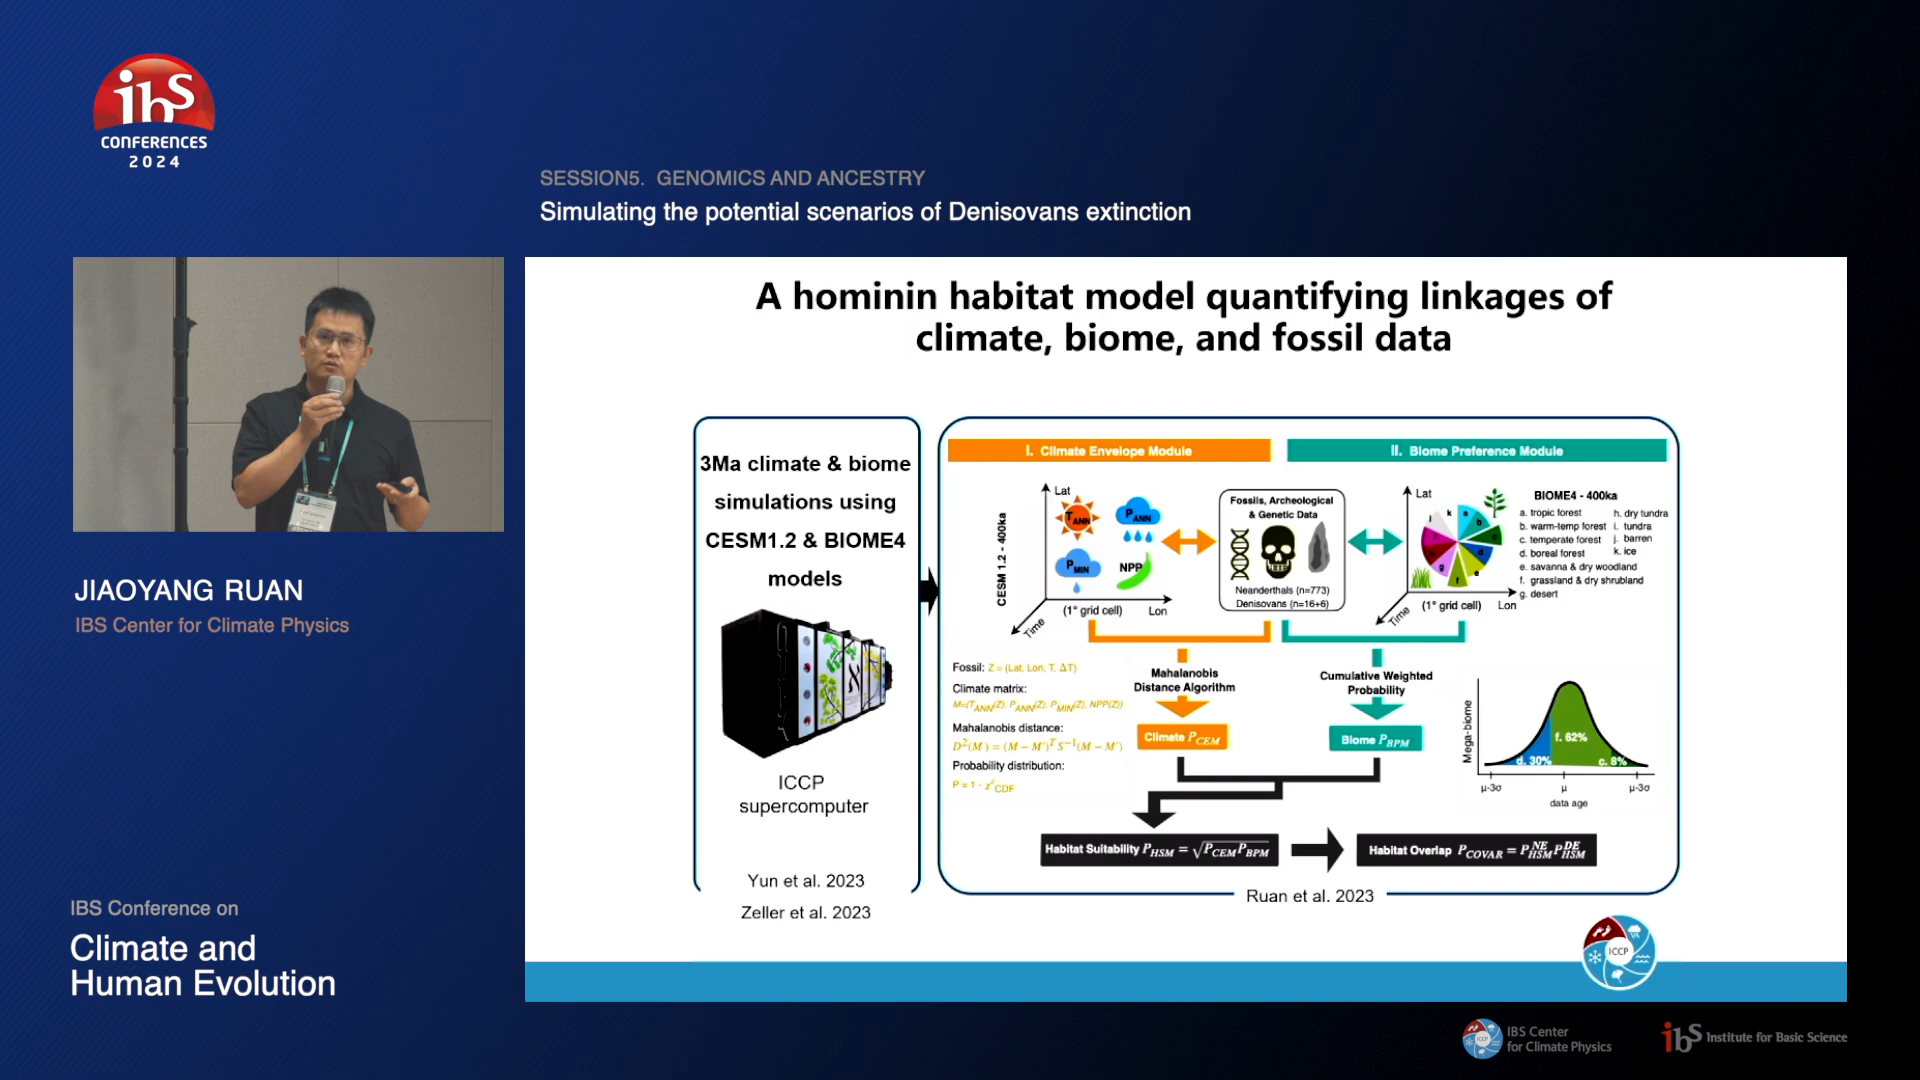 ibS
CONFERENCES
2024
SESSION5. GENOMICS AND ANCESTRY
Simulating the potential scenarios of Denisovans extinction
JIAOYANG RUAN
IBS Center for Climate Physics
IBS Conference on
Climate and
Human Evolution
A hominin habitat model quantifying linkages of
climate, biome, and fossil data
3Ma climate & biome
simulations using
CESM1.2 & BIOME4
models
ICCP
supercomputer
Yun et al. 2023
Zeller et al. 2023
I. Climate Envelope Module
II. Biome Preference Module
CESM 1.2 - 400ka
Lat
T_ANN
P_ANN
P_MIN
NPP
(1° grid cell)
Lon
Time
Fossils, Archeological
& Genetic Data
Neanderthals (n=773)
Denisovans (n=16+6)
Lat
(1° grid cell)
Lon
Time
BIOME4 - 400ka
a. tropic forest
b. warm-temp forest
c. temperate forest
d. boreal forest
e. savanna & dry woodland
f. grassland & dry shrubland
g. desert
h. dry tundra
i. tundra
j. barren
k. ice
Fossil: Z = (Lat, Lon, T, ΔT)
Climate matrix:
M=(T_ANN(Z), P_ANN(Z), P_MIN(Z), NPP(Z))
Mahalanobis distance:
D²(M) = (M − M′)ᵀS⁻¹(M − M′)
Probability distribution:
P = 1 - χ²_CDF
Mahalanobis
Distance Algorithm
Climate P_CEM
Cumulative Weighted
Probability
Biome P_BPM
Mega-biome
d. 30%
f. 62%
c. 8%
μ-3σ
μ
μ-3σ
data age
Habitat Suitability P_HSM = √P_CEM P_BPM
Habitat Overlap P_COVAR = P^NE_HSM P^DE_HSM
Ruan et al. 2023
ICCP
IBS Center
for Climate Physics
ibS Institute for Basic Science